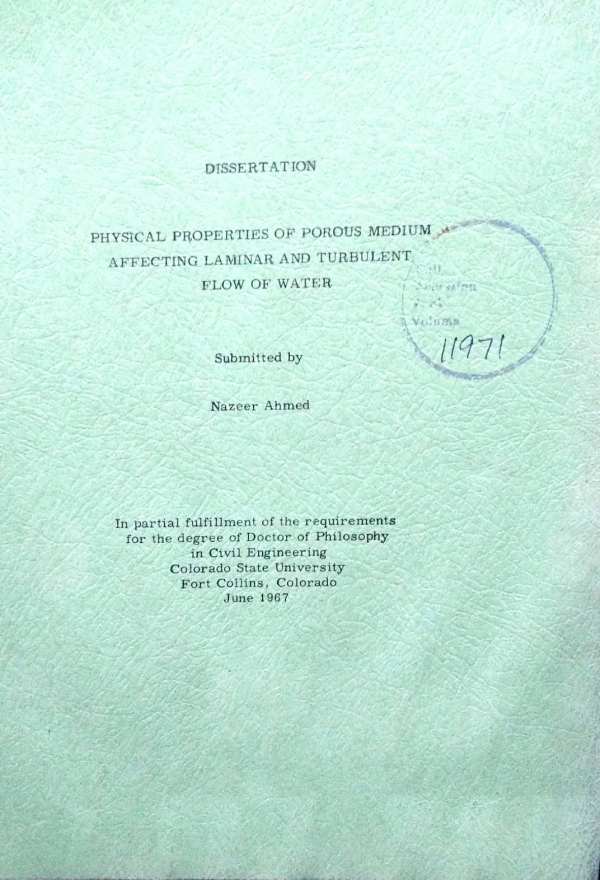 DISSERTATION
PHYSICAL PROPERTIES OF POROUS MEDIUM
AFFECTING LAMINAR AND TURBULENT
FLOW OF WATER
Volume
11971
Submitted by
Nazeer Ahmed
In partial fulfillment of the requirements
for the degree of Doctor of Philosophy
in Civil Engineering
Colorado State University
Fort Collins, Colorado
June 1967